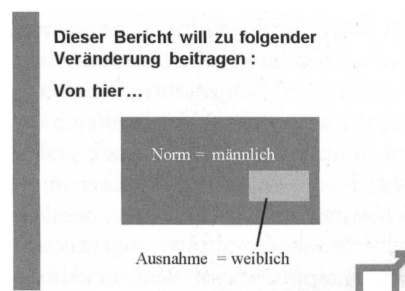 Dieser Bericht will zu folgender
Veränderung beitragen :
Von hier...
Norm = männlich
Ausnahme = weiblich